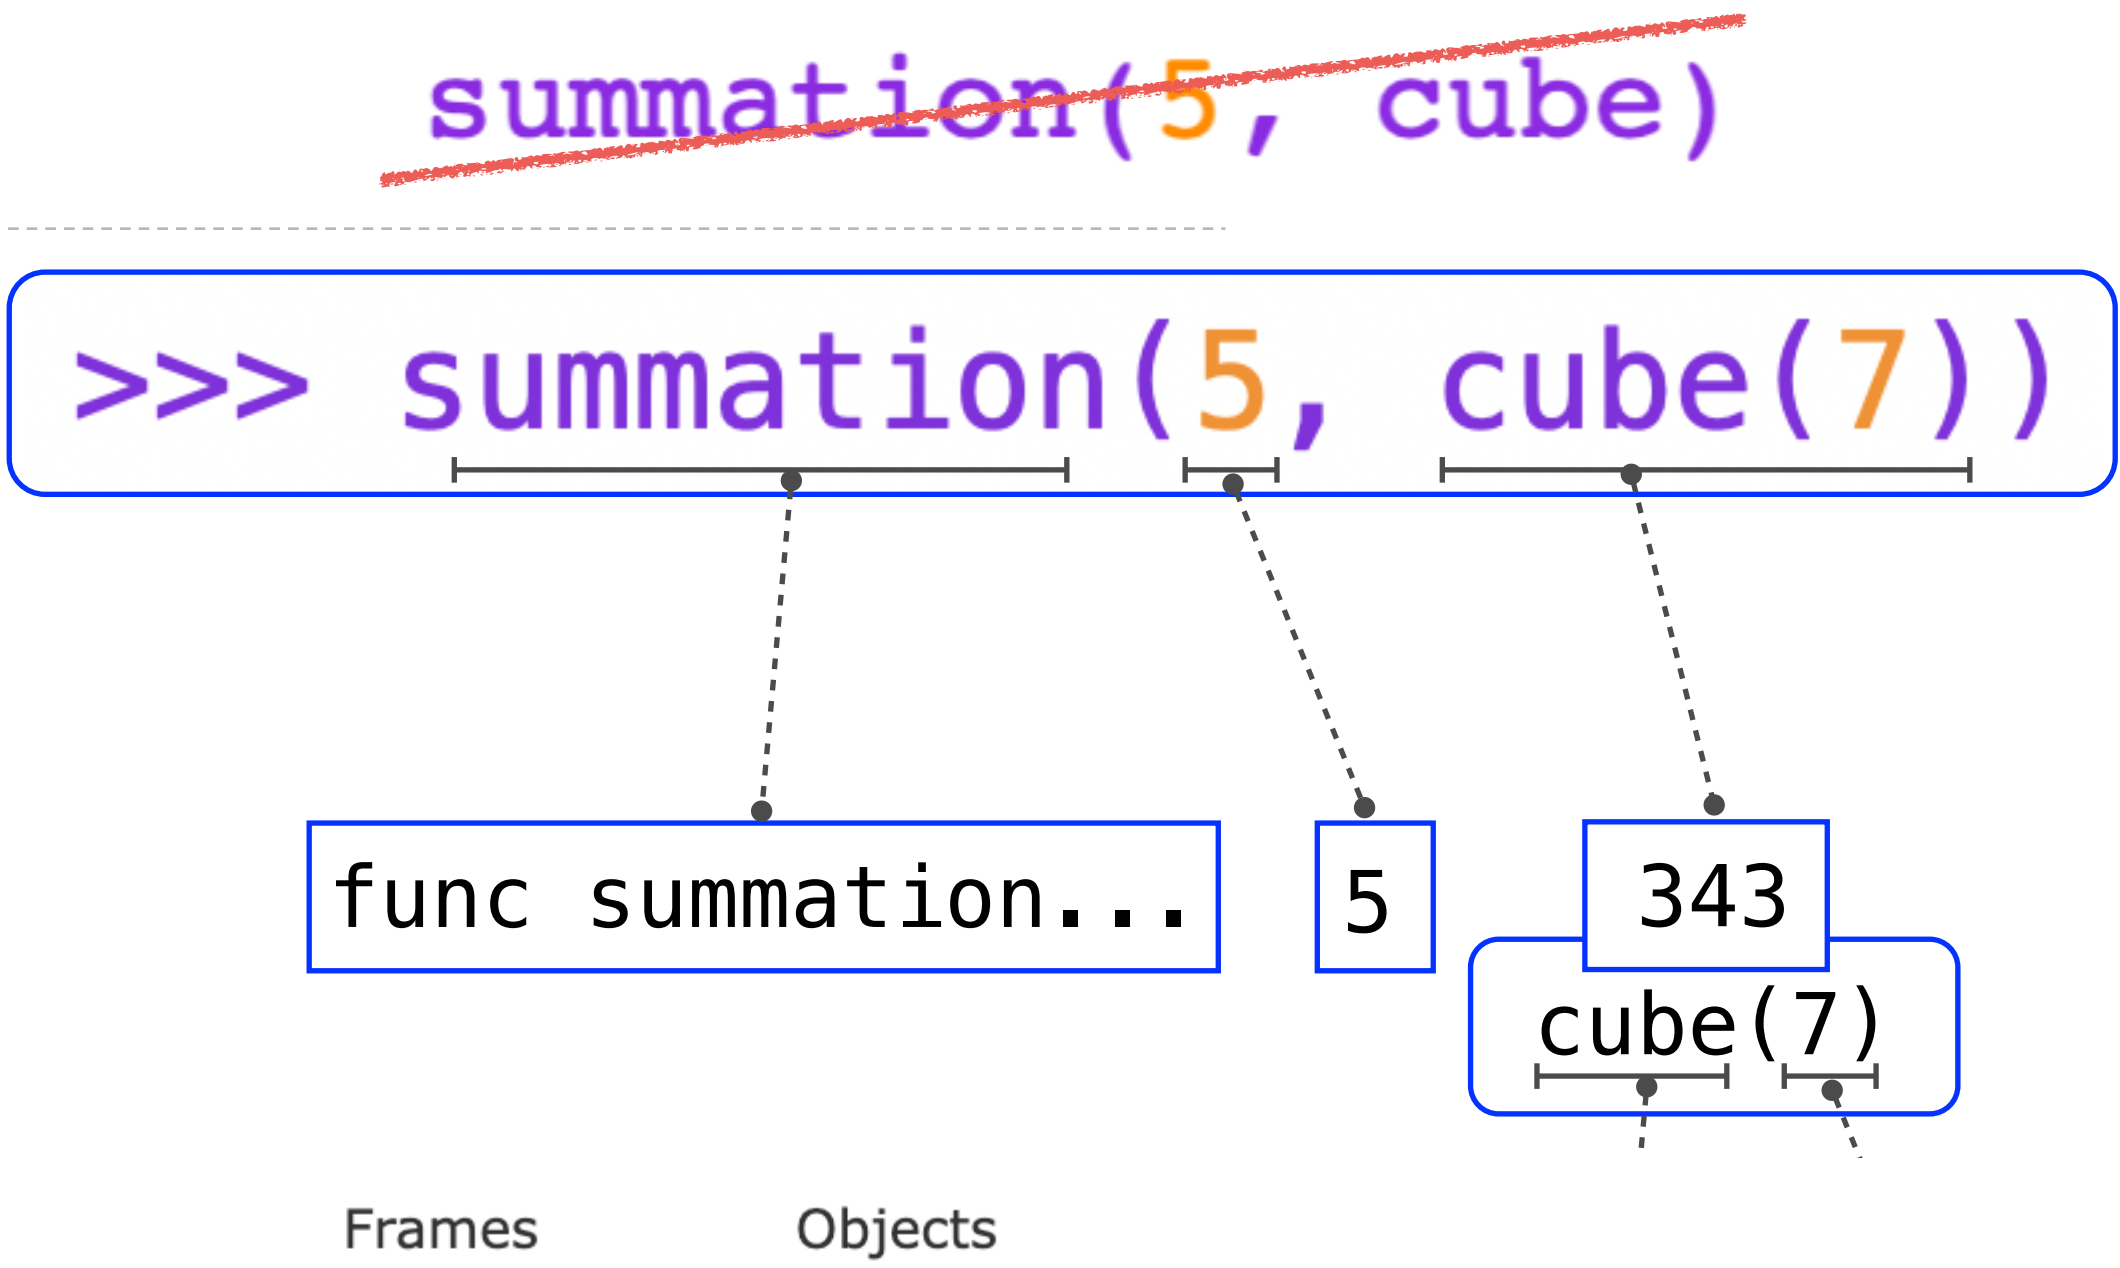 summation(5, cube)
>>> summation(5, cube(7))
func summation... 5 343
cube(7)
Frames Objects